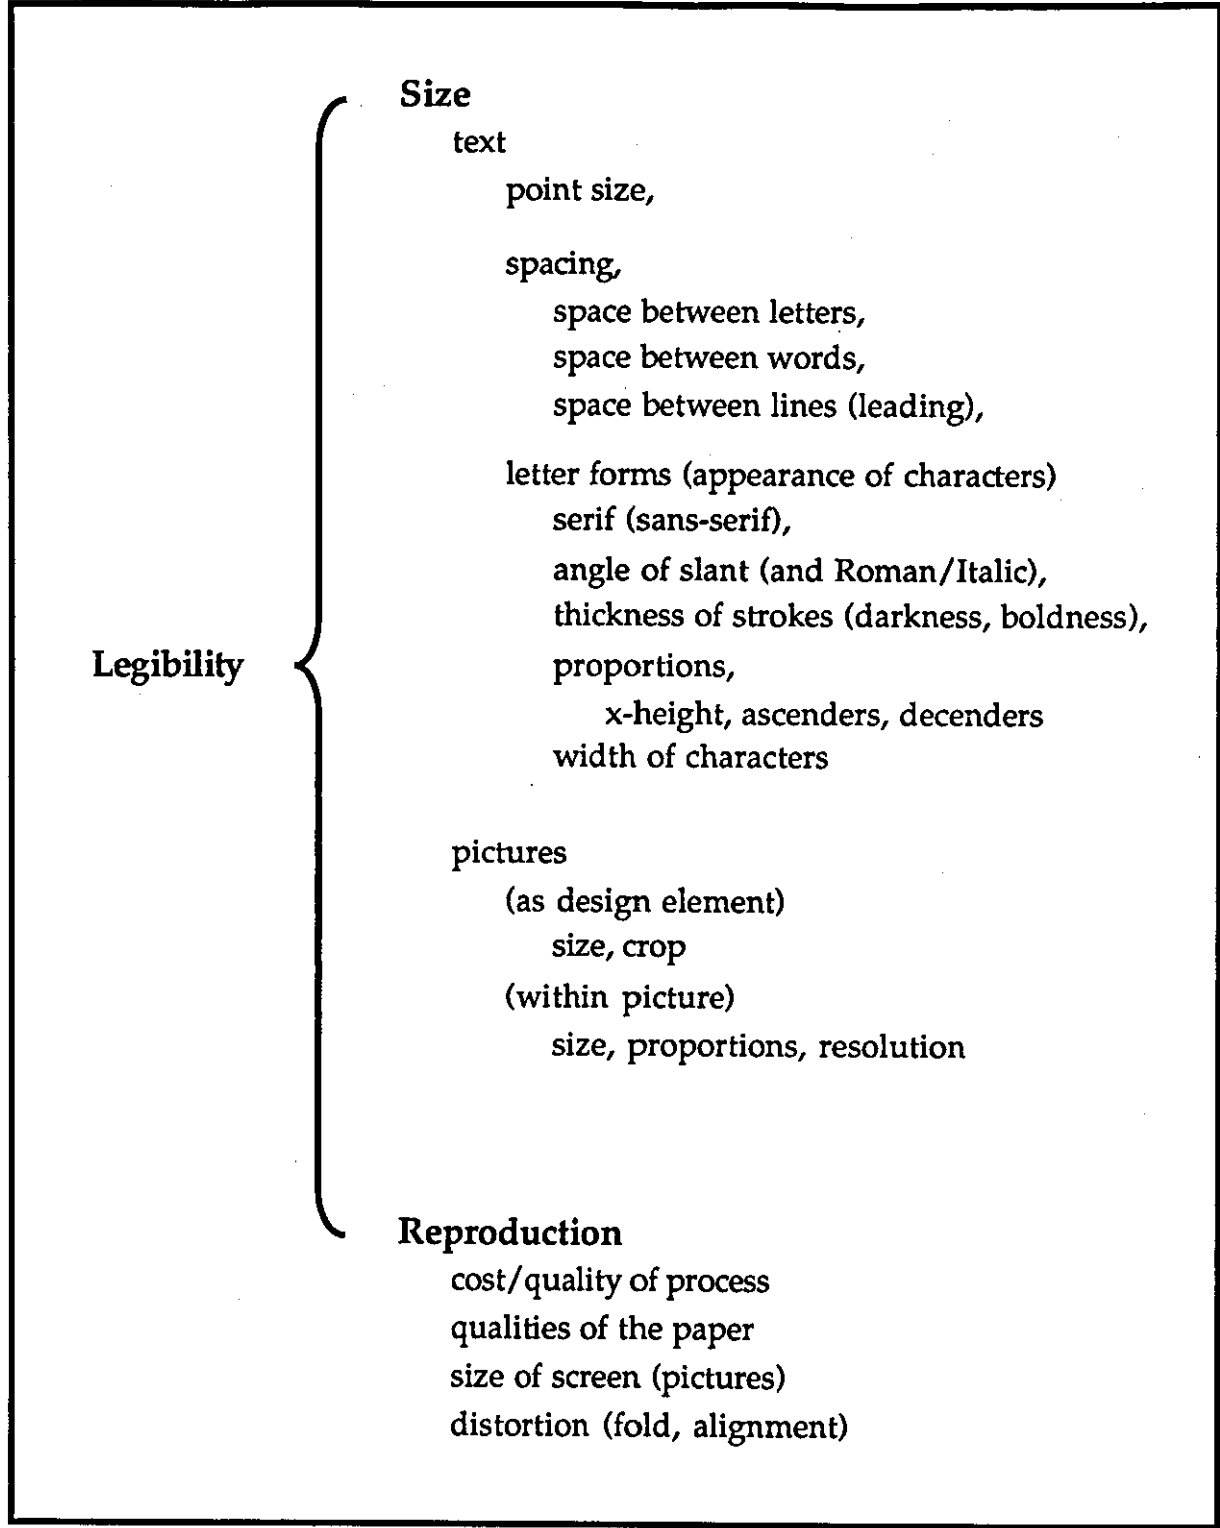 Size
text
point size,
spacing,
space between letters,
space between words,
space between lines (leading),
letter forms (appearance of characters)
serif (sans-serif),
angle of slant (and Roman/Italic),
thickness of strokes (darkness, boldness),
Legibility
proportions,
x-height, ascenders, decenders
width of characters
pictures
(as design element)
size, crop
(within picture)
size, proportions, resolution
Reproduction
cost/quality of process
qualities of the paper
size of screen (pictures)
distortion (fold, alignment)